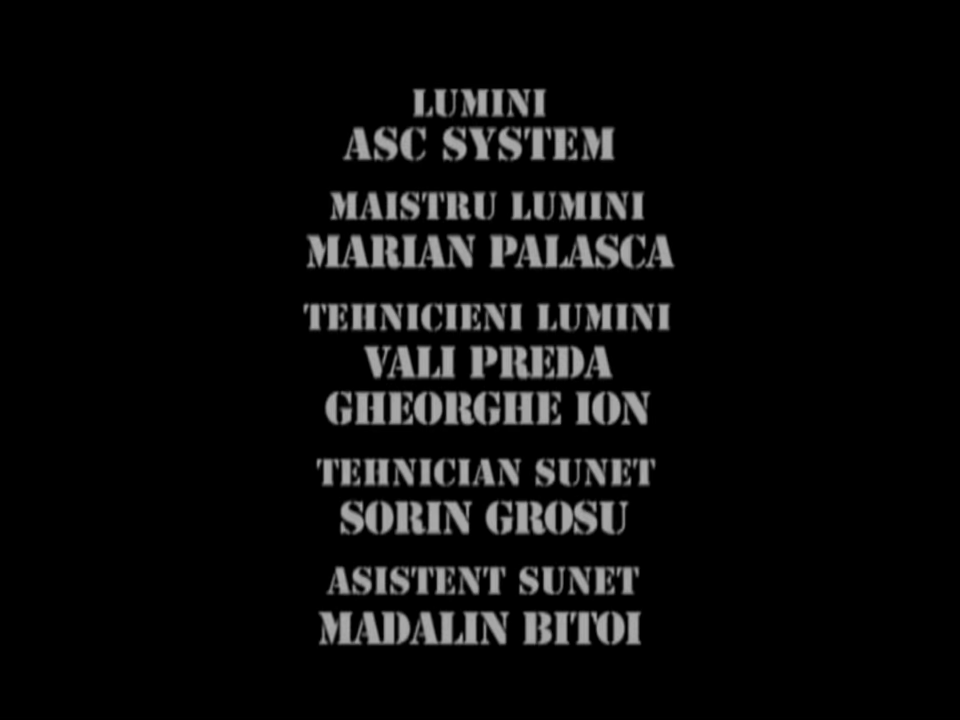 LUMINI
ASC SYSTEM
MAISTRU LUMINI
MARIAN PALASCA
TEHNICIENI LUMINI
VALI PREDA
GHEORGHE ION
TEHNICIAN SUNET
SORIN GROSU
ASISTENT SUNET
MADALIN BITOI